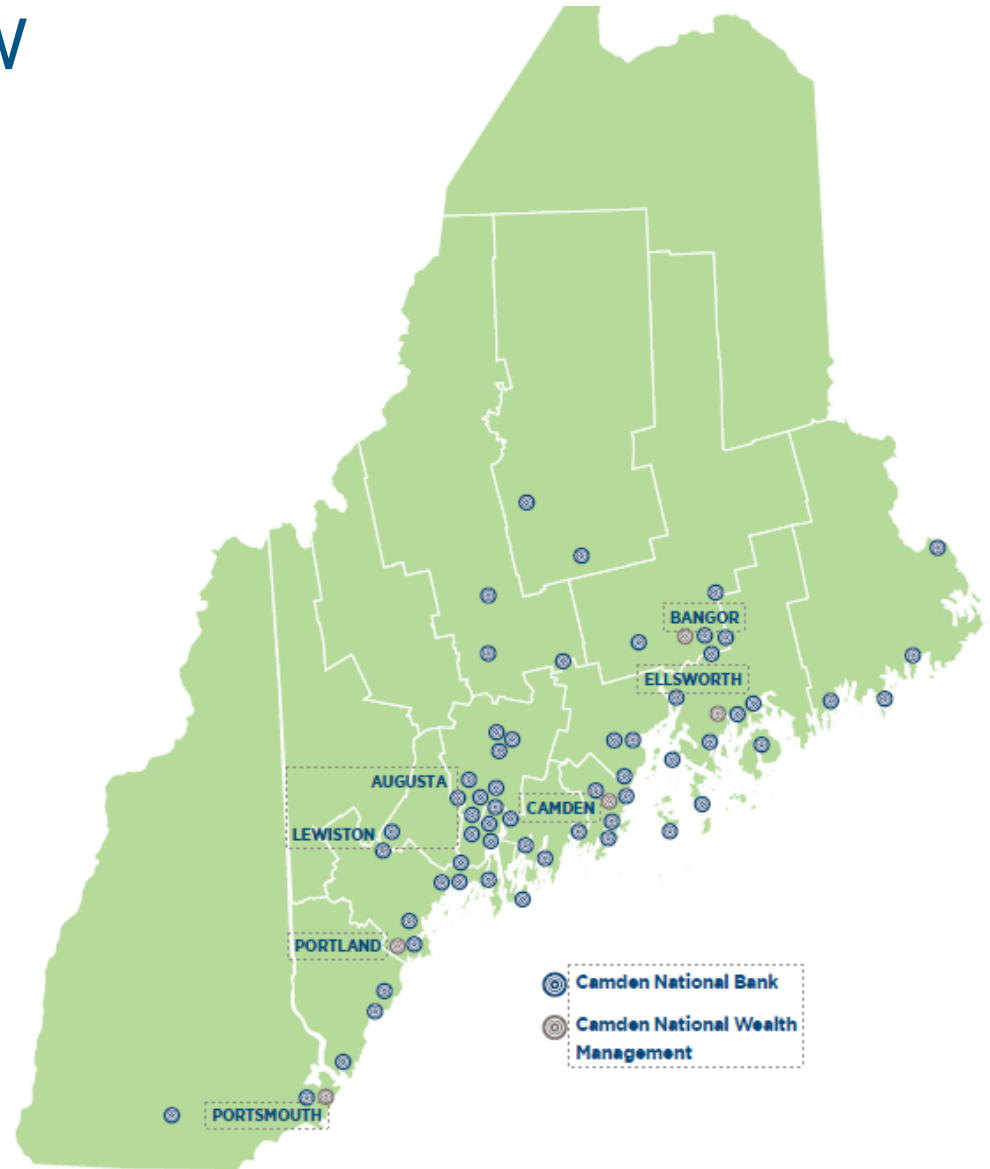 W
BANGOR
ELLSWORTH
AUGUSTA
CAMDEN
LEWISTON
PORTLAND
Camden National Bank
Camden National Wealth
Management
PORTSMOUTH